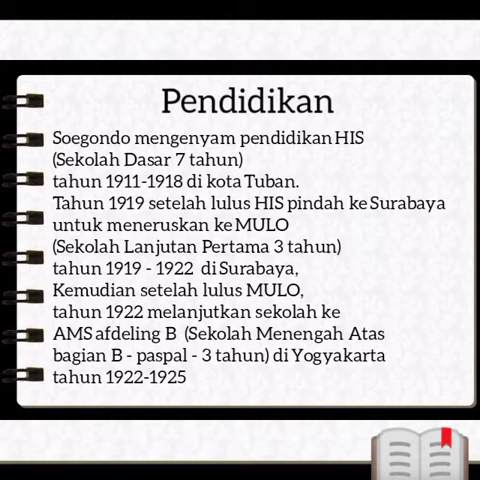 Pendidikan
Soegondo mengenyam pendidikan HIS
(Sekolah Dasar 7 tahun)
tahun 1911-1918 di kota Tuban.
Tahun 1919 setelah lulus HIS pindah ke Surabaya
untuk meneruskan ke MULO
(Sekolah Lanjutan Pertama 3 tahun)
tahun 1919 - 1922 di Surabaya,
Kemudian setelah lulus MULO,
tahun 1922 melanjutkan sekolah ke
AMS afdeling B (Sekolah Menengah Atas
bagian B - paspal - 3 tahun) di Yogyakarta
tahun 1922-1925